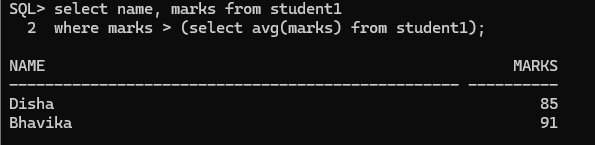 SQL> select name, marks from student1
  2  where marks > (select avg(marks) from student1);
NAME                                                    MARKS
-------------------------------------------------- ----------
Disha                                                      85
Bhavika                                                    91